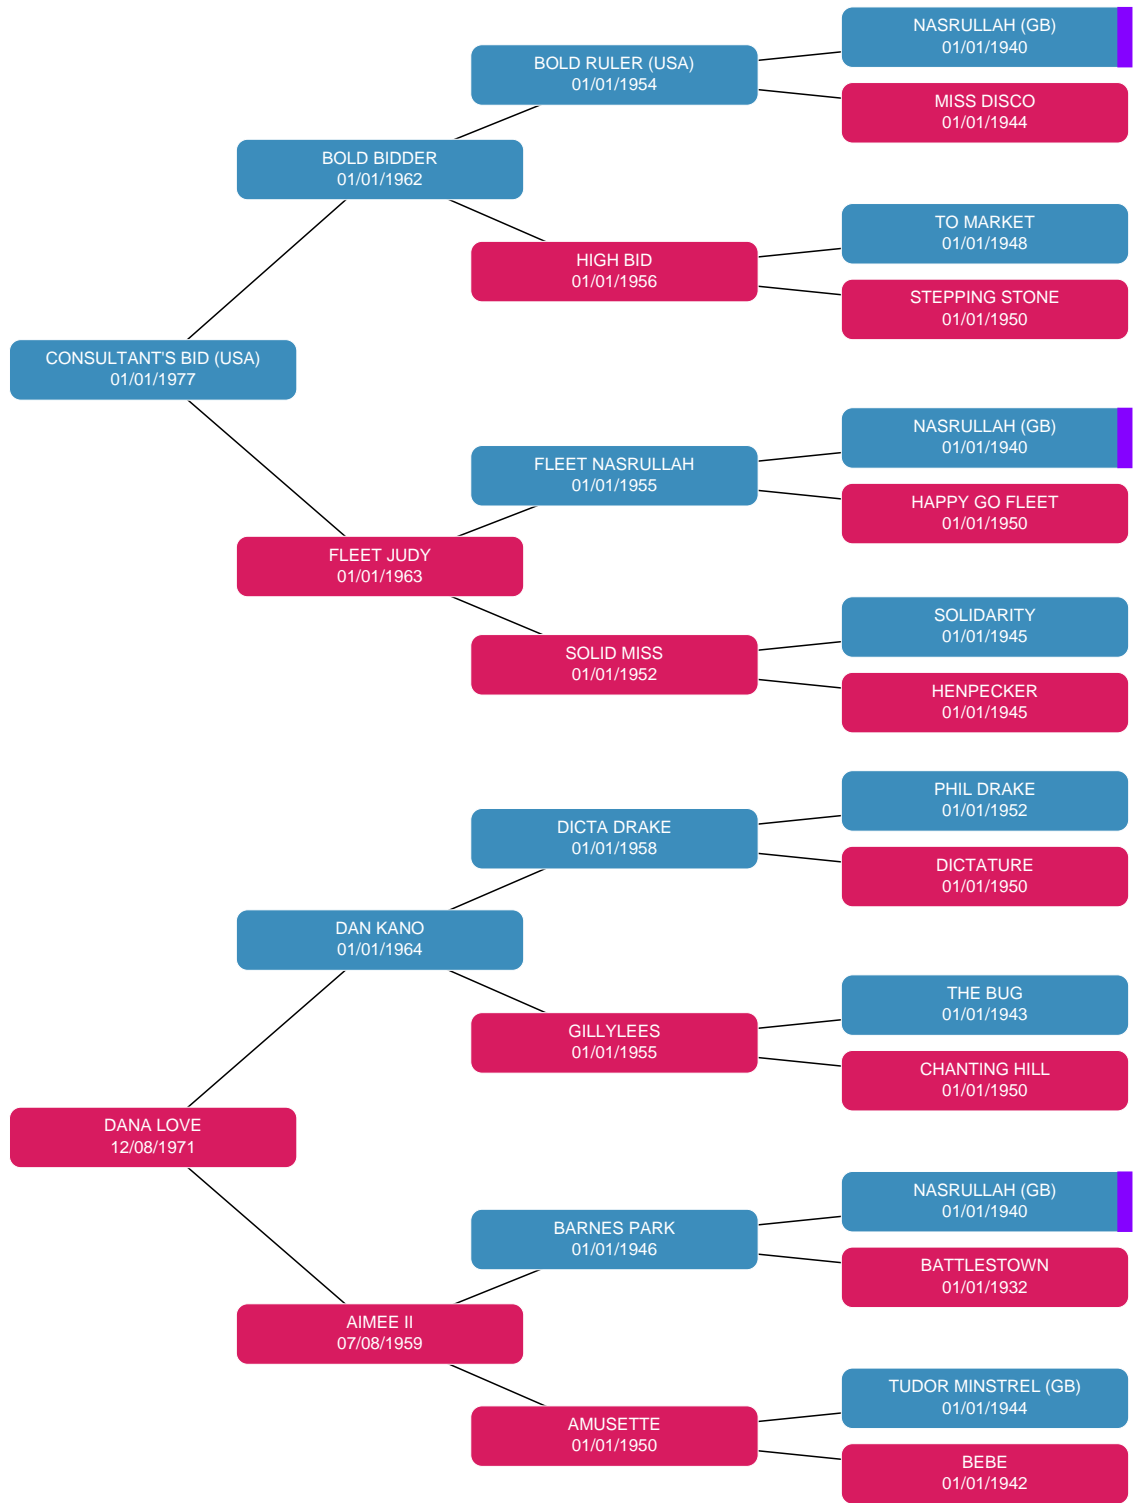 NASRULLAH (GB)
01/01/1940
BOLD RULER (USA)
01/01/1954
MISS DISCO
01/01/1944
BOLD BIDDER
01/01/1962
TO MARKET
01/01/1948
HIGH BID
01/01/1956
STEPPING STONE
01/01/1950
CONSULTANT'S BID (USA)
01/01/1977
NASRULLAH (GB)
01/01/1940
FLEET NASRULLAH
01/01/1955
HAPPY GO FLEET
01/01/1950
FLEET JUDY
01/01/1963
SOLIDARITY
01/01/1945
SOLID MISS
01/01/1952
HENPECKER
01/01/1945
PHIL DRAKE
01/01/1952
DICTA DRAKE
01/01/1958
DICTATURE
01/01/1950
DAN KANO
01/01/1964
THE BUG
01/01/1943
GILLYLEES
01/01/1955
CHANTING HILL
01/01/1950
DANA LOVE
12/08/1971
NASRULLAH (GB)
01/01/1940
BARNES PARK
01/01/1946
BATTLESTOWN
01/01/1932
AIMEE II
07/08/1959
TUDOR MINSTREL (GB)
01/01/1944
AMUSETTE
01/01/1950
BEBE
01/01/1942